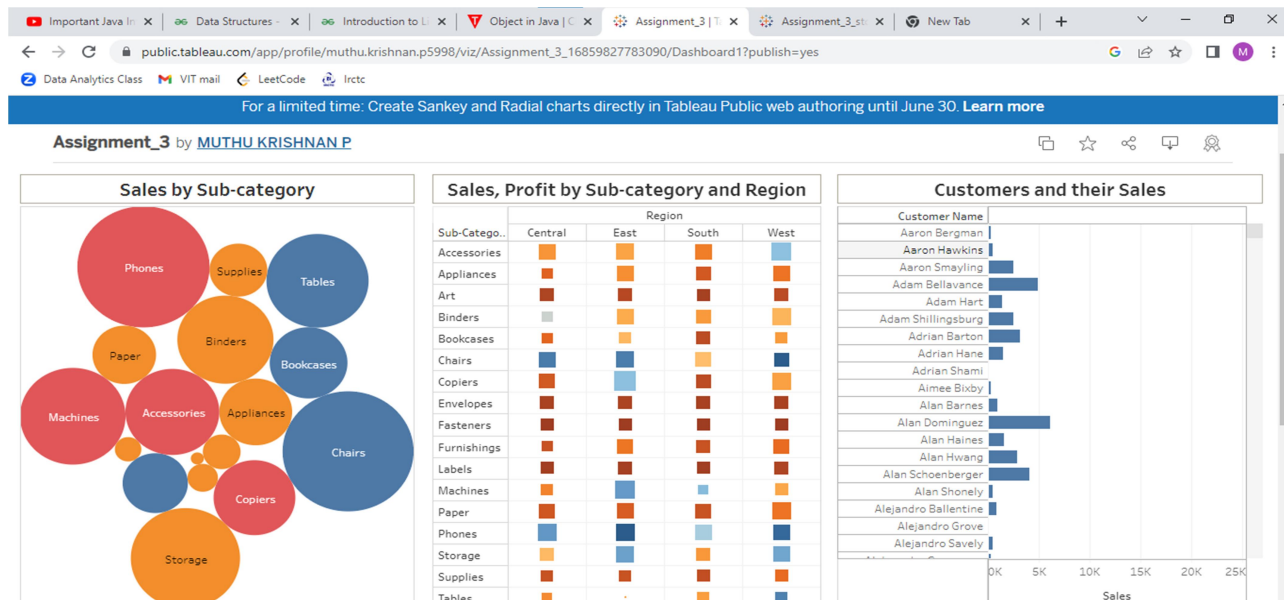 Important Java In
Data Structures -
Introduction to Li
Object in Java | C
Assignment_3 | T
Assignment_3_st
New Tab
public.tableau.com/app/profile/muthu.krishnan.p5998/viz/Assignment_3_16859827783090/Dashboard1?publish=yes
M
Data Analytics Class
VIT mail
LeetCode
Irctc
For a limited time: Create Sankey and Radial charts directly in Tableau Public web authoring until June 30. Learn more
Assignment_3 by MUTHU KRISHNAN P
Sales by Sub-category
Phones
Supplies
Tables
Binders
Paper
Bookcases
Machines
Accessories
Appliances
Chairs
Copiers
Storage
Sales, Profit by Sub-category and Region
Region
Sub-Catego.. Central East South West
Accessories
Appliances
Art
Binders
Bookcases
Chairs
Copiers
Envelopes
Fasteners
Furnishings
Labels
Machines
Paper
Phones
Storage
Supplies
Tables
Customers and their Sales
Customer Name
Aaron Bergman
Aaron Hawkins
Aaron Smayling
Adam Bellavance
Adam Hart
Adam Shillingsburg
Adrian Barton
Adrian Hane
Adrian Shami
Aimee Bixby
Alan Barnes
Alan Dominguez
Alan Haines
Alan Hwang
Alan Schoenberger
Alan Shonely
Alejandro Ballentine
Alejandro Grove
Alejandro Savely
0K 5K 10K 15K 20K 25K
Sales